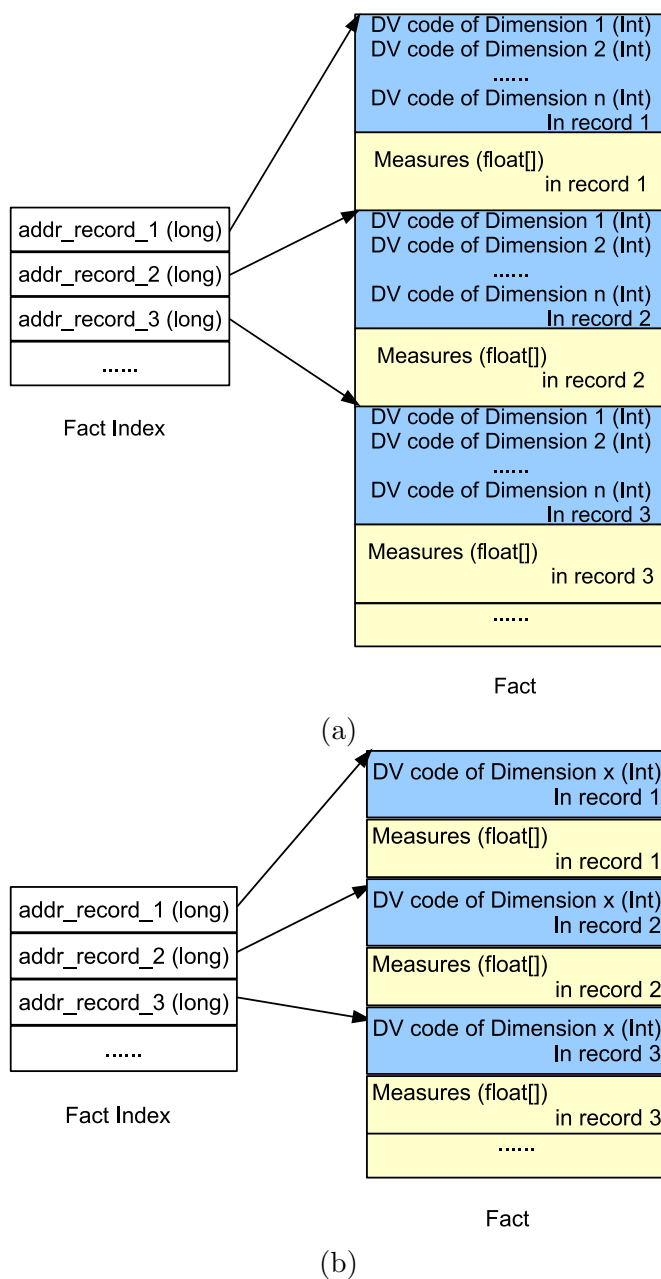 DV code of Dimension 1 (Int)
DV code of Dimension 2 (Int)
......
DV code of Dimension n (Int)
In record 1
Measures (float[])
in record 1
DV code of Dimension 1 (Int)
DV code of Dimension 2 (Int)
......
DV code of Dimension n (Int)
In record 2
Measures (float[])
in record 2
DV code of Dimension 1 (Int)
DV code of Dimension 2 (Int)
......
DV code of Dimension n (Int)
In record 3
Measures (float[])
in record 3
......
Fact
addr_record_1 (long)
addr_record_2 (long)
addr_record_3 (long)
......
Fact Index
(a)
DV code of Dimension x (Int)
In record 1
Measures (float[])
in record 1
DV code of Dimension x (Int)
In record 2
Measures (float[])
in record 2
DV code of Dimension x (Int)
In record 3
Measures (float[])
in record 3
......
Fact
addr_record_1 (long)
addr_record_2 (long)
addr_record_3 (long)
......
Fact Index
(b)